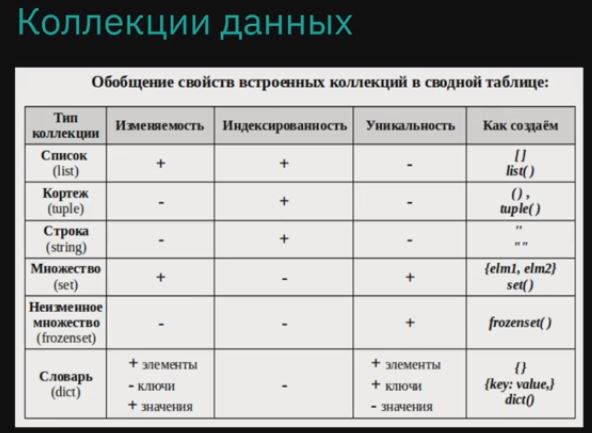 Коллекции данных
Обобщение свойств встроенных коллекций в сводной таблице:
Тип коллекции Изменяемость Индексированность Уникальность Как создаём
Список (list) + + - [] list( )
Кортеж (tuple) - + - () , tuple( )
Строка (string) - + - '' " "
Множество (set) + - + {elm1, elm2} set( )
Неизменное множество (frozenset) - - + frozenset( )
Словарь (dict) + элементы - ключи + значения - + элементы + ключи - значения {} {key: value,} dict()